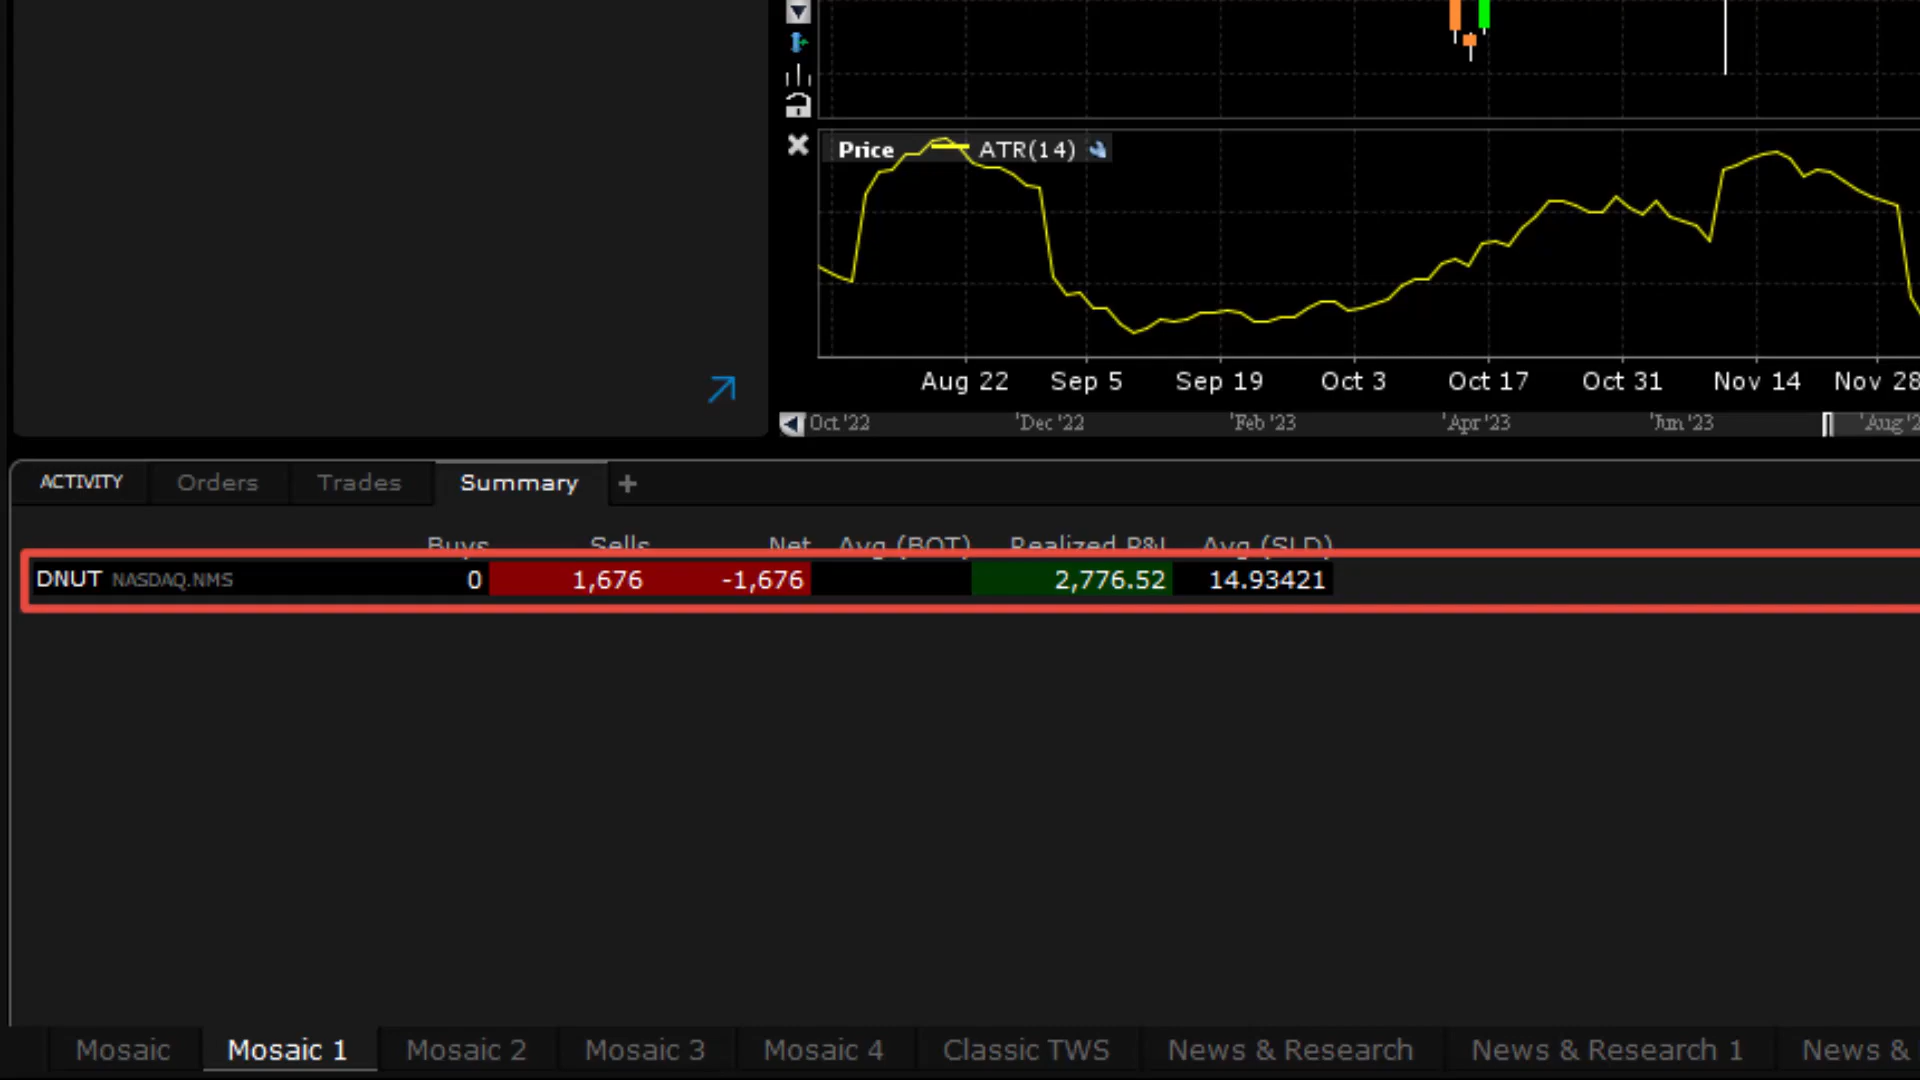 Price ATR(14)
Aug 22 Sep 5 Sep 19 Oct 3 Oct 17 Oct 31 Nov 14 Nov 28
Oct '22 'Dec '22 'Feb '23 'Apr '23 'Jun '23 'Aug '2
ACTIVITY Orders Trades Summary +
Buys Sells Net Avg (BOT) Realized P&L Avg (SLD)
DNUT NASDAQ.NMS 0 1,676 -1,676 2,776.52 14.93421
Mosaic Mosaic 1 Mosaic 2 Mosaic 3 Mosaic 4 Classic TWS News & Research News & Research 1 News &